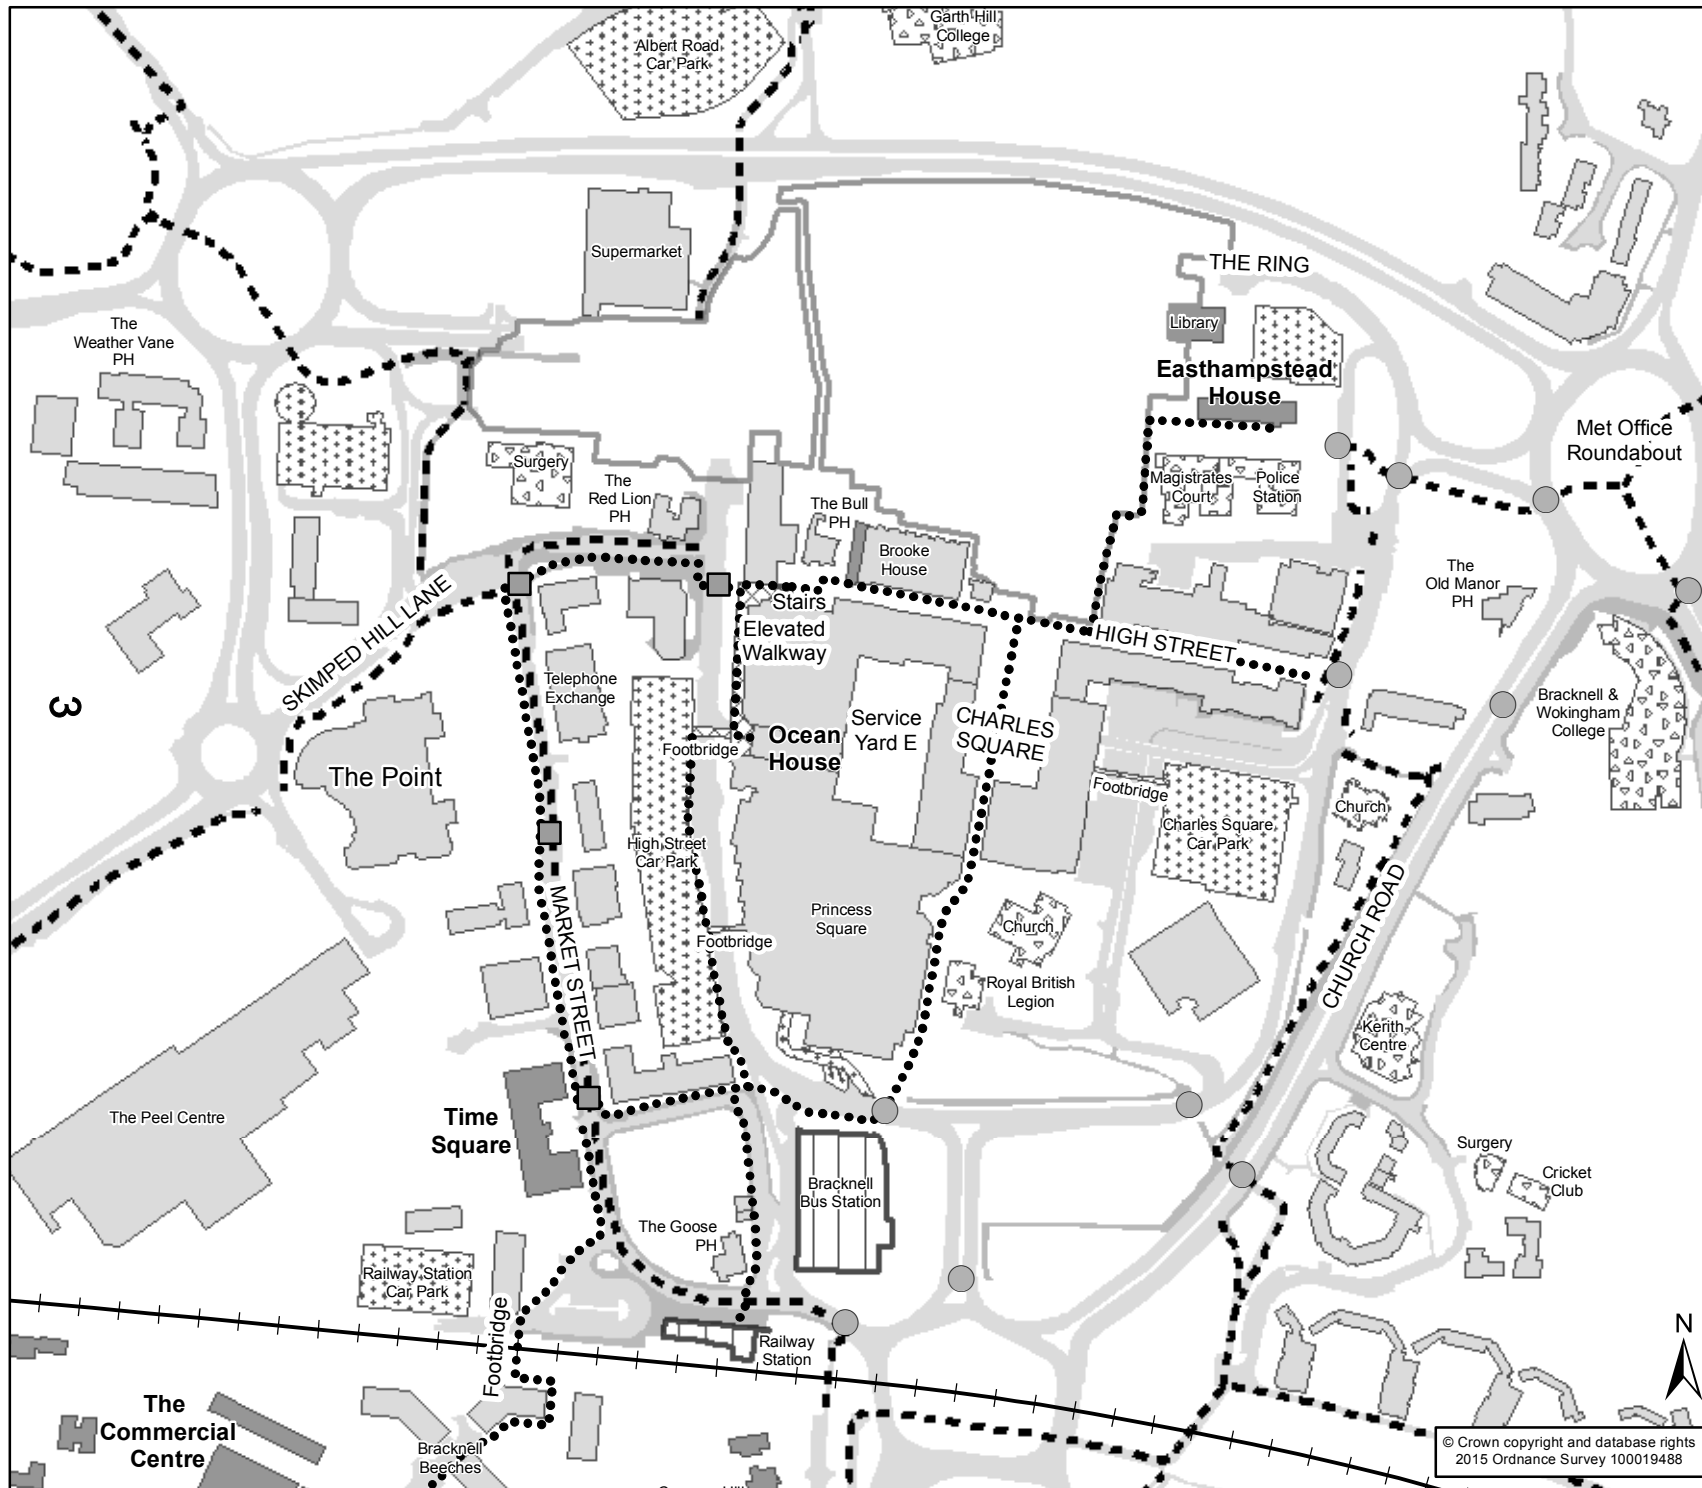 Garth Hill
College
Albert Road
Car Park
Supermarket
THE RING
Library
The
Weather Vane
PH
Easthampstead
House
Met Office
Roundabout
Surgery
The
Red Lion
PH
The Bull
PH
Magistrates
Court
Police
Station
Brooke
House
The
Old Manor
PH
Stairs
Elevated
Walkway
HIGH STREET
SKIMPED HILL LANE
3
Telephone
Exchange
Bracknell &
Wokingham
College
Service
Yard E
CHARLES
SQUARE
Ocean
House
Footbridge
The Point
Footbridge
Church
High Street
Car Park
Charles Square
Car Park
MARKET STREET
CHURCH ROAD
Princess
Square
Church
Footbridge
Royal British
Legion
Kerith
Centre
The Peel Centre
Time
Square
Surgery
Cricket
Club
Bracknell
Bus Station
The Goose
PH
Railway Station
Car Park
Footbridge
Railway
Station
N
The
Commercial
Centre
Bracknell
Beeches
© Crown copyright and database rights
2015 Ordnance Survey 100019488